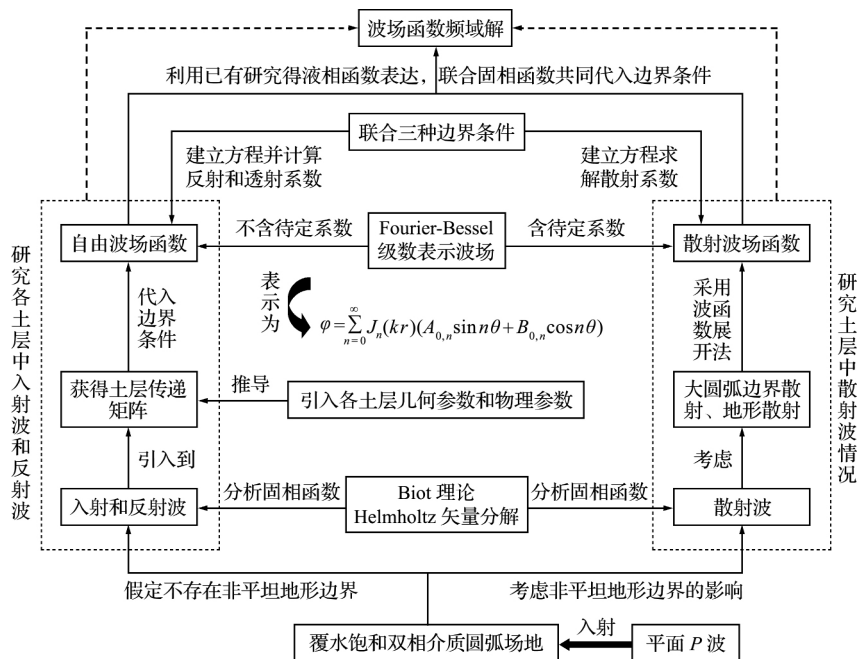 波场函数频域解
利用已有研究得液相函数表达，联合固相函数共同代入边界条件
联合三种边界条件
建立方程并计算
反射和透射系数
建立方程求
解散射系数
自由波场函数
不含待定系数
Fourier-Bessel
级数表示波场
含待定系数
散射波场函数
研究各土层中入射波和反射波
代入
边界
条件
表示为
φ=∑_{n=0}^{∞} J_n(kr)(A_{0,n}sin nθ+B_{0,n}cos nθ)
采用
波函
数展
开法
研究土层中散射波情况
获得土层传递
矩阵
推导
引入各土层几何参数和物理参数
大圆弧边界散
射、地形散射
引入到
考虑
入射和反射波
分析固相函数
Biot 理论
Helmholtz 矢量分解
分析固相函数
散射波
假定不存在非平坦地形边界
考虑非平坦地形边界的影响
覆水饱和双相介质圆弧场地
入射
平面 P 波